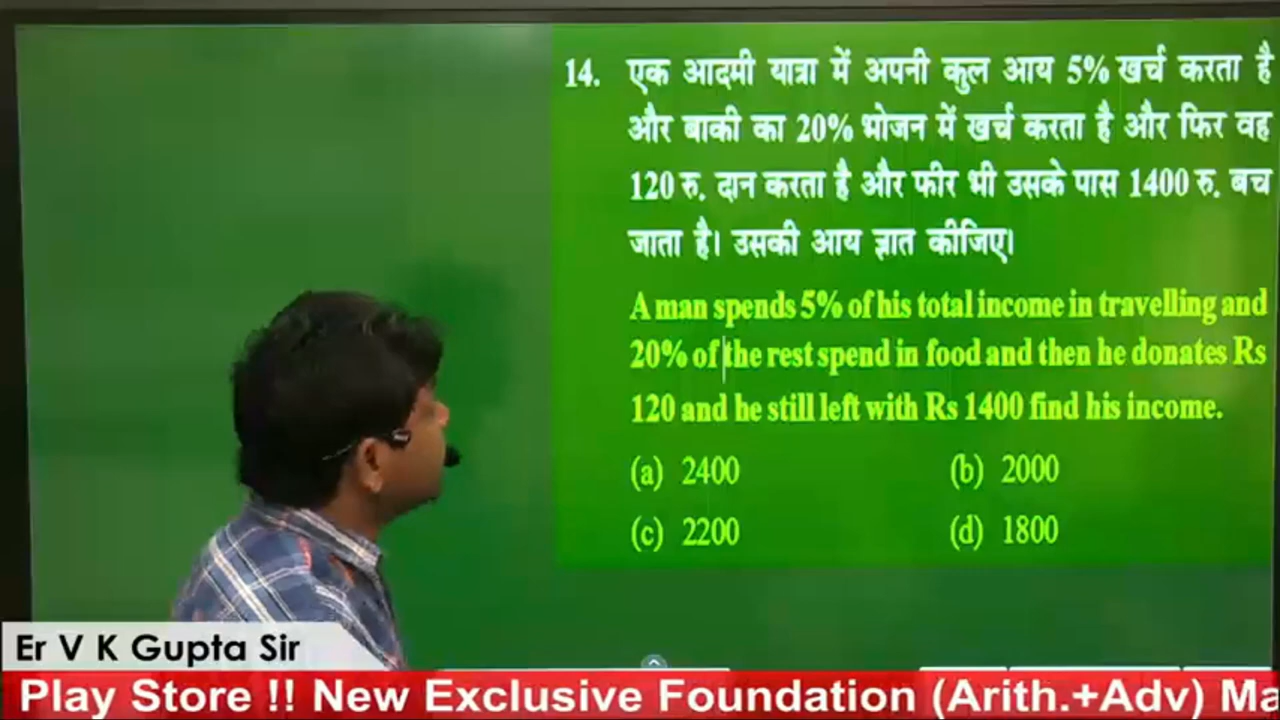 14. एक आदमी यात्रा में अपनी कुल आय 5% खर्च करता है
और बाकी का 20% भोजन में खर्च करता है और फिर वह
120 रु. दान करता है और फीर भी उसके पास 1400 रु. बच
जाता है। उसकी आय ज्ञात कीजिए।
A man spends 5% of his total income in travelling and
20% of the rest spend in food and then he donates Rs
120 and he still left with Rs 1400 find his income.
(a) 2400 (b) 2000
(c) 2200 (d) 1800
Er V K Gupta Sir
Play Store !! New Exclusive Foundation (Arith.+Adv) Ma